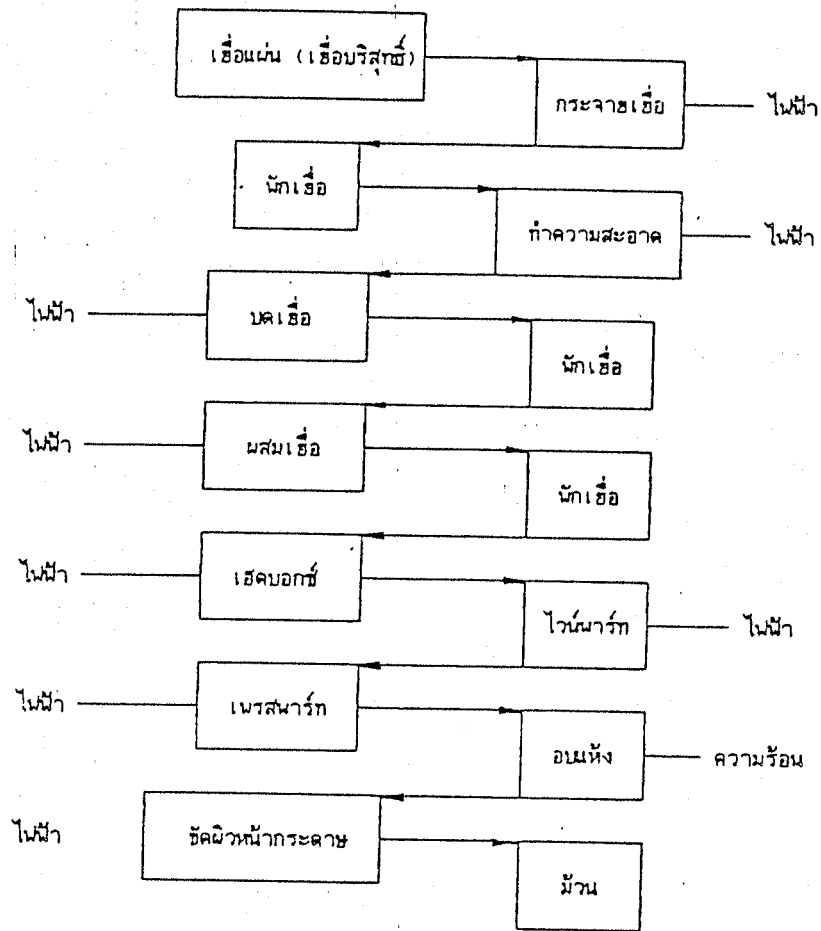 เยื่อแผ่น (เยื่อบริสุทธิ์)
กระจายเยื่อ
ไฟฟ้า
พักเยื่อ
ทำความสะอาด
ไฟฟ้า
ไฟฟ้า
บดเยื่อ
พักเยื่อ
ไฟฟ้า
ผสมเยื่อ
พักเยื่อ
ไฟฟ้า
เฮดบอกซ์
ไวน์พาร์ท
ไฟฟ้า
ไฟฟ้า
เพรสพาร์ท
อบแห้ง
ความร้อน
ไฟฟ้า
ขัดผิวหน้ากระดาษ
ม้วน